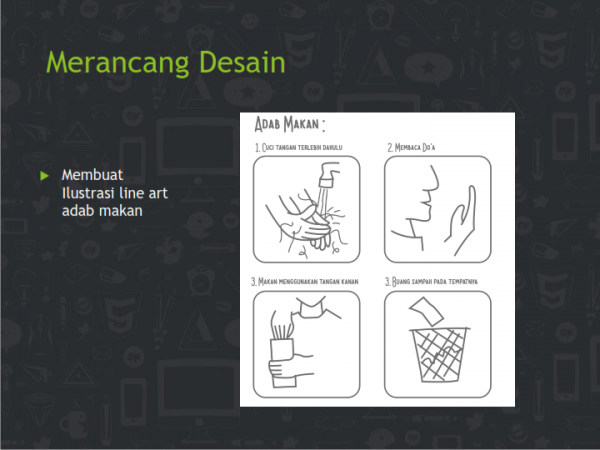 Merancang Desain
Membuat
Ilustrasi line art
adab makan
Adab Makan :
1. Cuci tangan terlebih dahulu
2. Membaca Do'a
3. Makan menggunakan tangan kanan
3. Buang sampah pada tempatnya